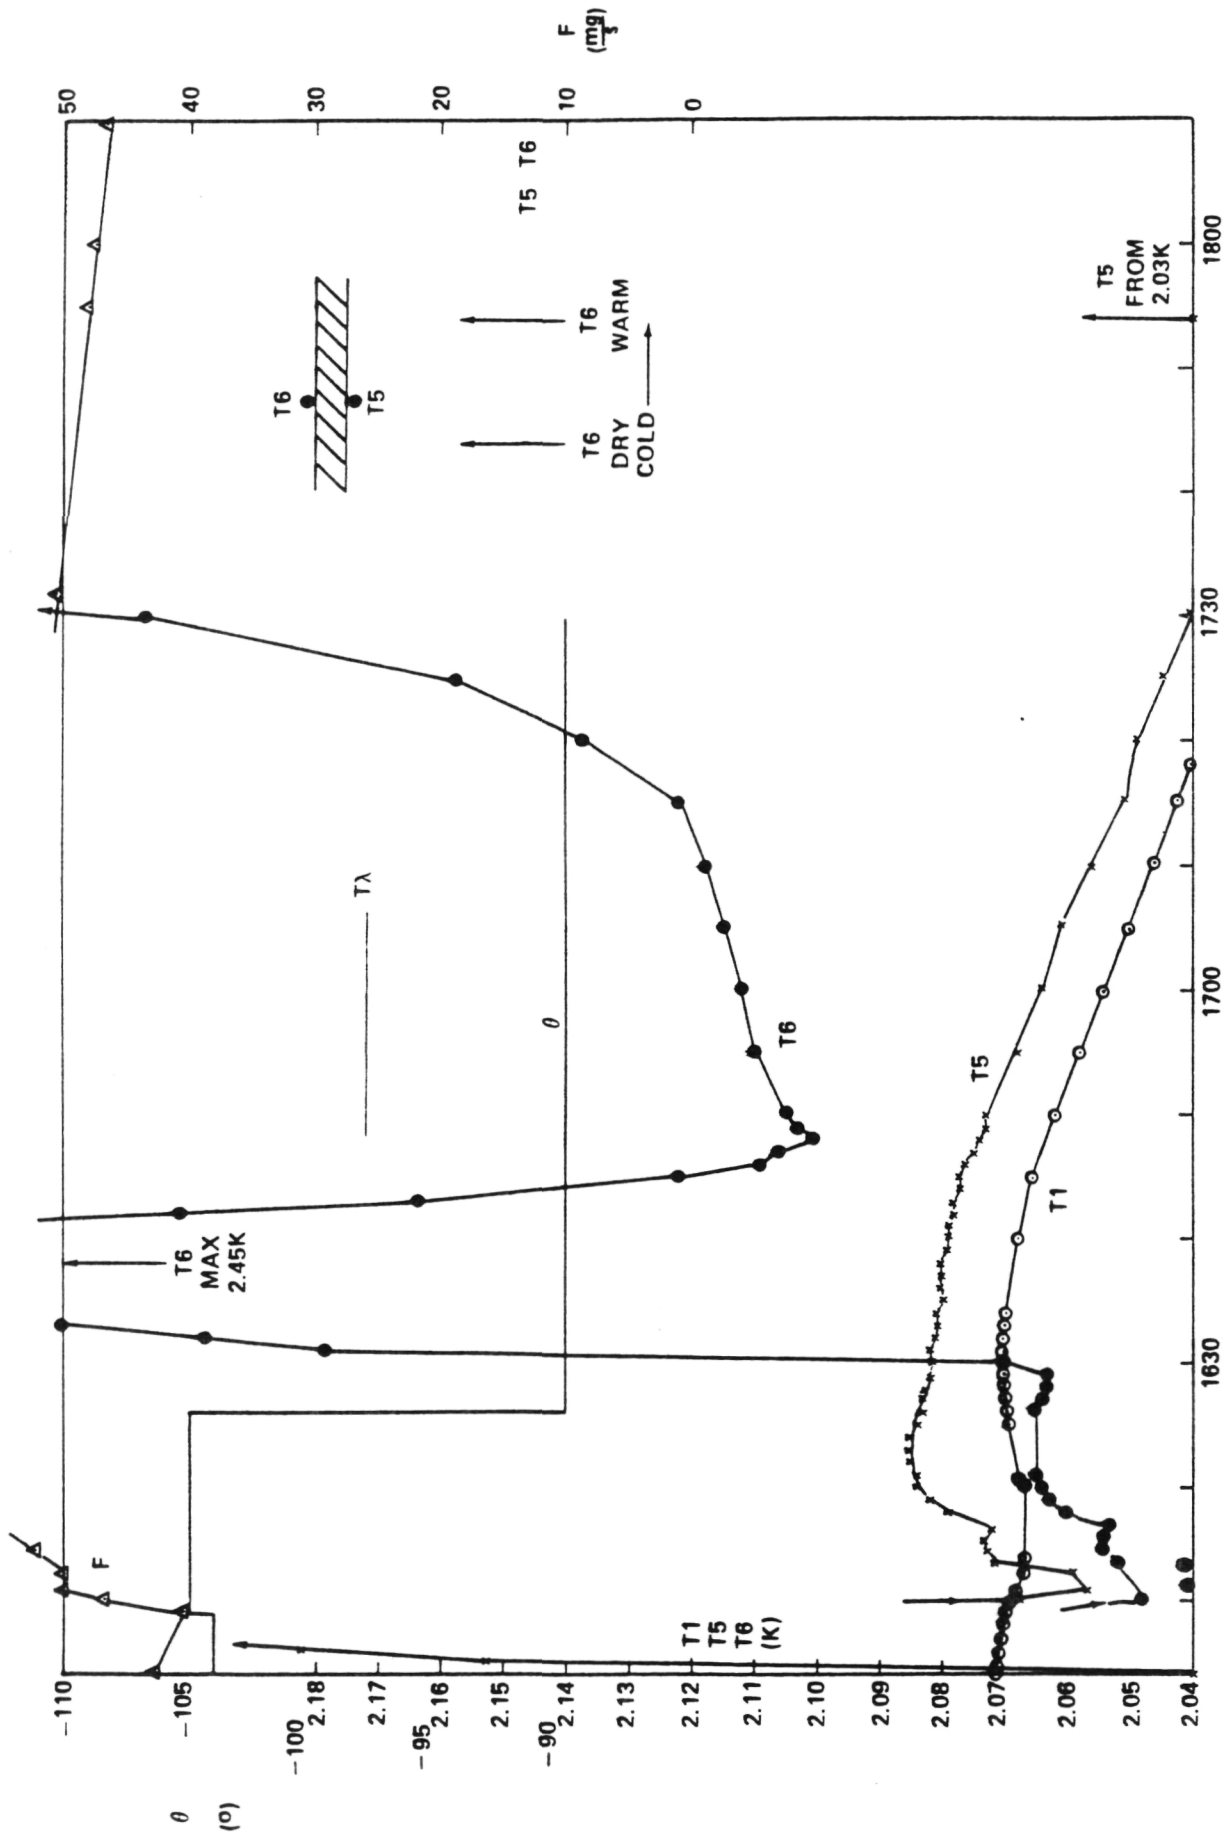 θ
(º)
−110
−105
−100
−95
−90
2.18
2.17
2.16
2.15
2.14
2.13
2.12
2.11
2.10
2.09
2.08
2.07
2.06
2.05
2.04
T1
T5
T6
(K)
F
T6
MAX
2.45K
Tλ
θ
T6
T5
T1
T6
T5
T6
DRY
COLD
T6
WARM
T5 T6
T5
FROM
2.03K
1630
1700
1730
1800
50
40
30
20
10
0
F
(mg
s)